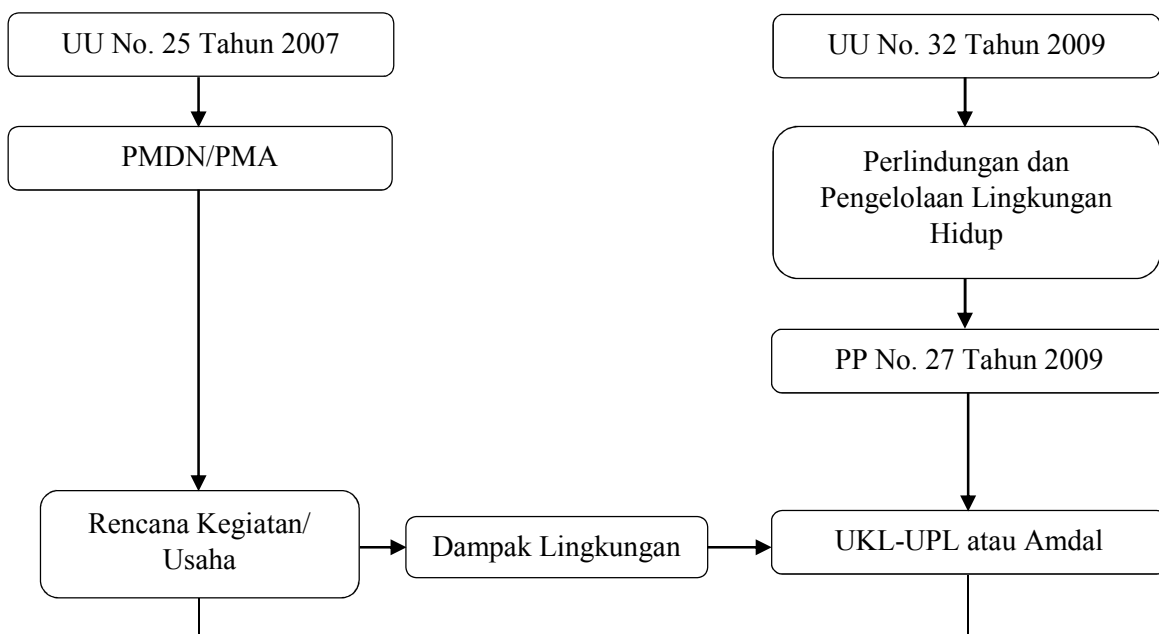 UU No. 25 Tahun 2007
UU No. 32 Tahun 2009
PMDN/PMA
Perlindungan dan
Pengelolaan Lingkungan
Hidup
PP No. 27 Tahun 2009
Rencana Kegiatan/
Usaha
Dampak Lingkungan
UKL-UPL atau Amdal